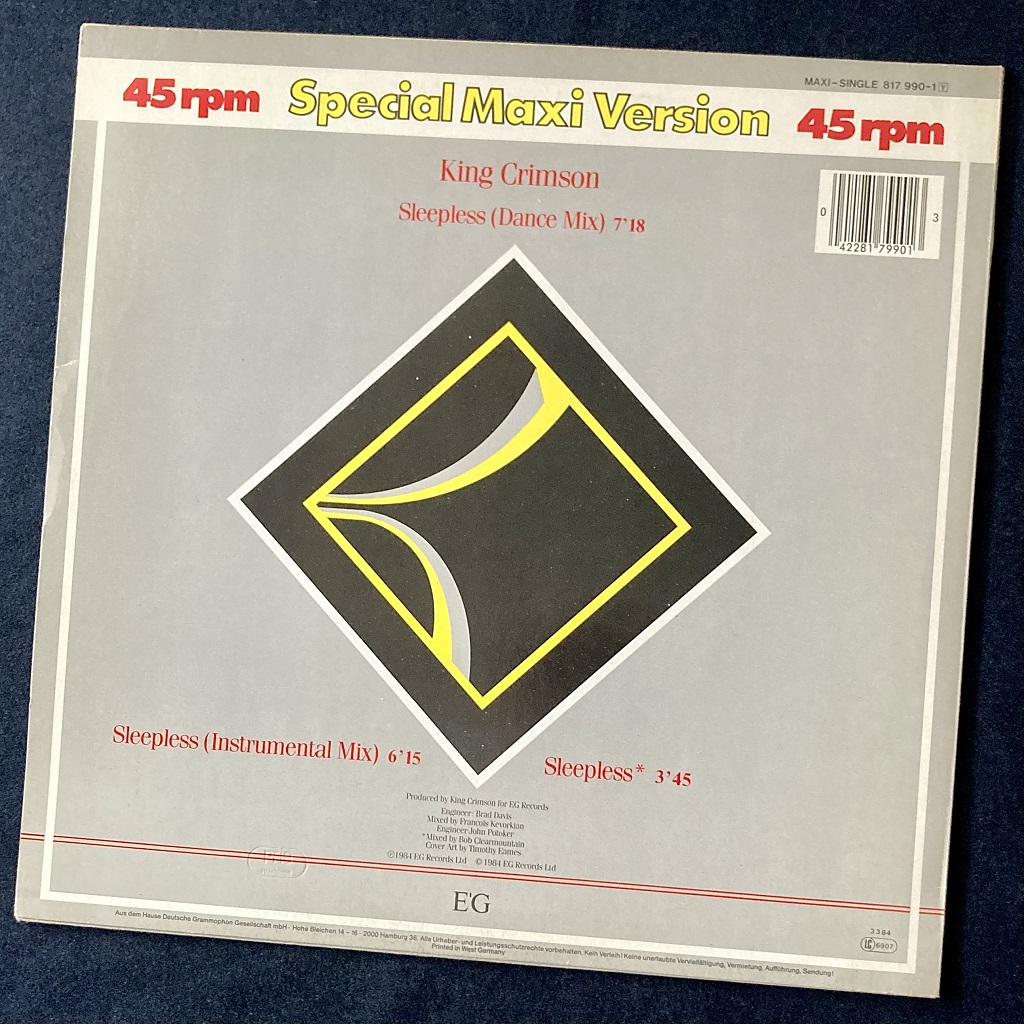 MAXI-SINGLE 817 990-1 Y
45 rpm Special Maxi Version 45 rpm
King Crimson
Sleepless (Dance Mix) 7'18
0 42281 79901 3
Sleepless (Instrumental Mix) 6'15
Sleepless* 3'45
Produced by King Crimson for EG Records
Engineer: Brad Davis
Mixed by Francois Kevorkian
Engineer John Potoker
*Mixed by Bob Clearmountain
Cover Art by Timothy Eames
Ⓟ1984 EG Records Ltd ©1984 EG Records Ltd
E'G
3384
LC 6907
Aus dem Hause Deutsche Grammophon Gesellschaft mbH · Hohe Bleichen 14 – 16 · 2000 Hamburg 36. Alle Urheber- und Leistungsschutzrechte vorbehalten. Kein Verleih! Keine unerlaubte Vervielfältigung, Vermietung, Aufführung, Sendung!
Printed in West Germany